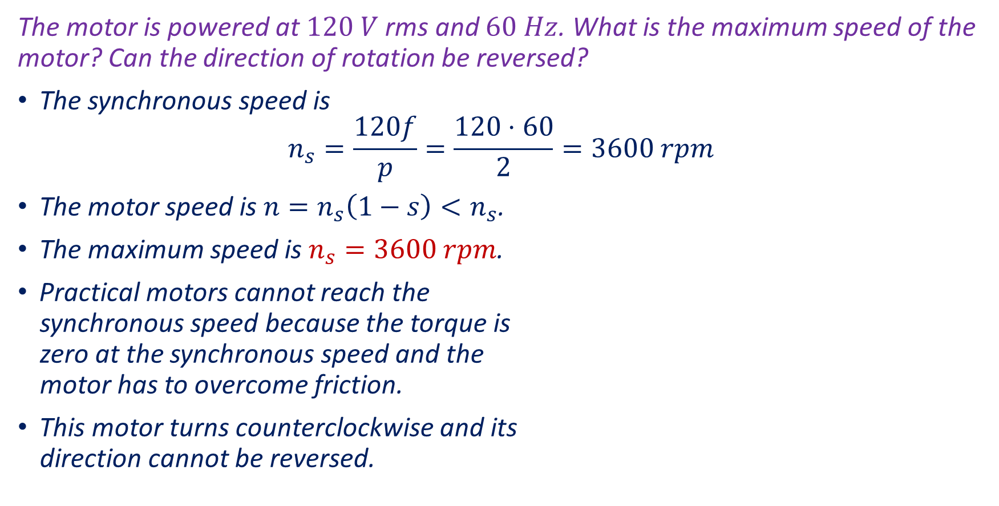 The motor is powered at 120 V rms and 60 Hz. What is the maximum speed of the
motor? Can the direction of rotation be reversed?
• The synchronous speed is
n_s = 120f/p = 120 · 60/2 = 3600 rpm
• The motor speed is n = n_s(1 − s) < n_s.
• The maximum speed is n_s = 3600 rpm.
• Practical motors cannot reach the
synchronous speed because the torque is
zero at the synchronous speed and the
motor has to overcome friction.
• This motor turns counterclockwise and its
direction cannot be reversed.